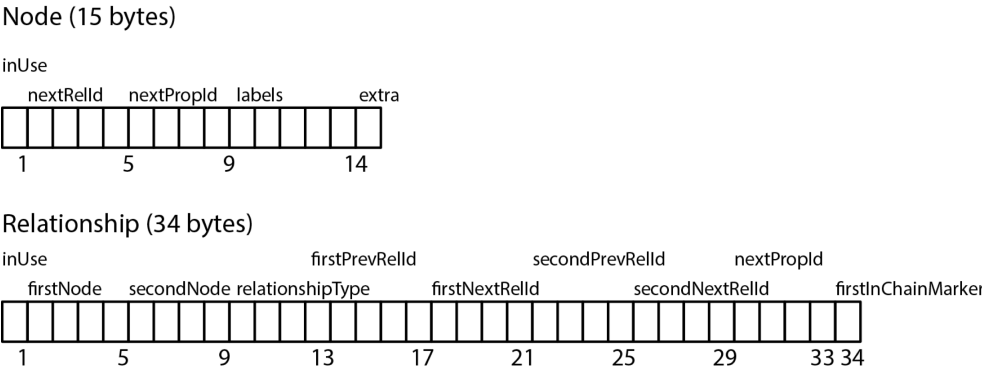 Node (15 bytes)
inUse
nextRelId nextPropId labels extra
1 5 9 14
Relationship (34 bytes)
inUse firstPrevRelId secondPrevRelId nextPropId
firstNode secondNode relationshipType firstNextRelId secondNextRelId firstInChainMarker
1 5 9 13 17 21 25 29 33 34